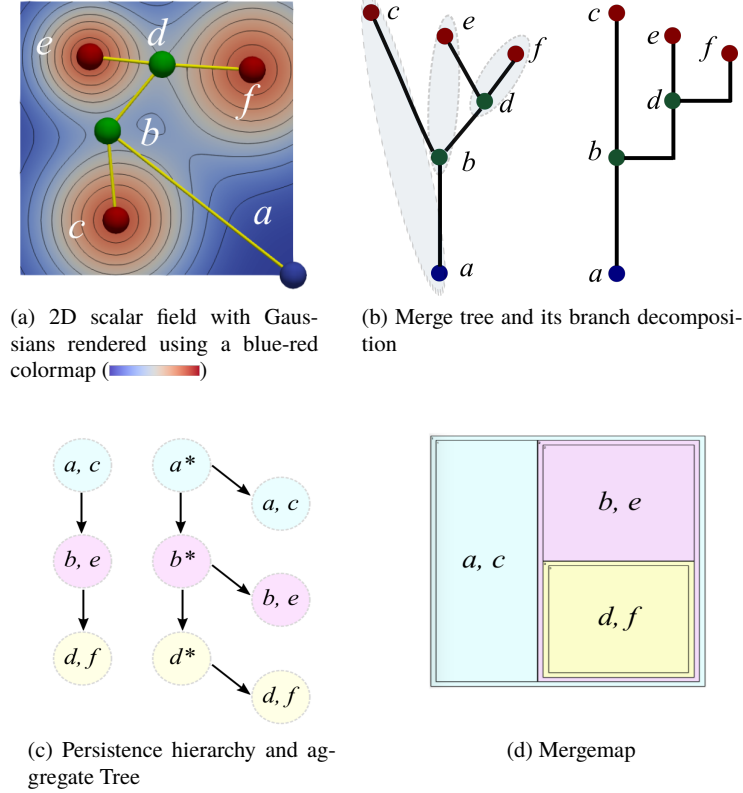 e
d
f
b
c
a
(a) 2D scalar field with Gaus-
sians rendered using a blue-red
colormap ( )
c
e
f
d
b
a
c
e
f
d
b
a
(b) Merge tree and its branch decomposi-
tion
a, c
a*
a, c
b, e
b*
b, e
d, f
d*
d, f
(c) Persistence hierarchy and ag-
gregate Tree
b, e
a, c
d, f
(d) Mergemap